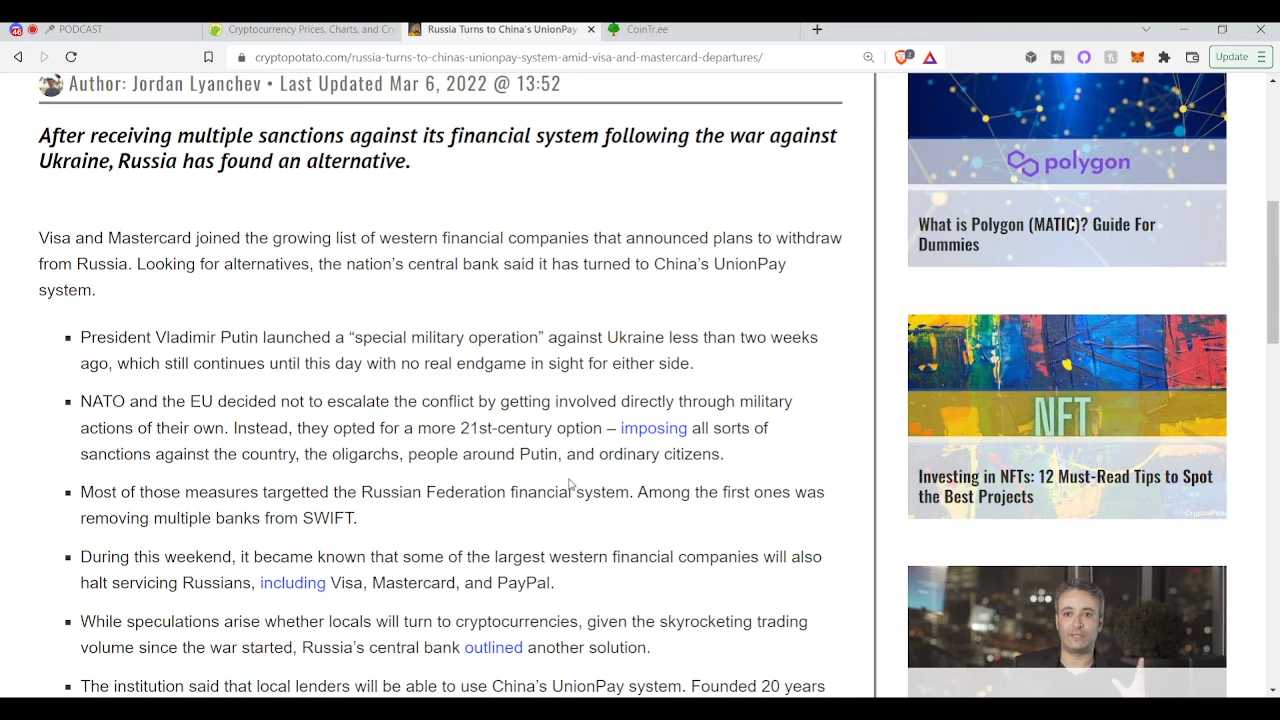 46
PODCAST
Cryptocurrency Prices, Charts, and Cry
Russia Turns to China's UnionPay
CoinTree
cryptopotato.com/russia-turns-to-chinas-unionpay-system-amid-visa-and-mastercard-departures/
2
Update
Author: Jordan Lyanchev • Last Updated Mar 6, 2022 @ 13:52
After receiving multiple sanctions against its financial system following the war against
Ukraine, Russia has found an alternative.
Visa and Mastercard joined the growing list of western financial companies that announced plans to withdraw
from Russia. Looking for alternatives, the nation's central bank said it has turned to China's UnionPay
system.
▪ President Vladimir Putin launched a “special military operation” against Ukraine less than two weeks
ago, which still continues until this day with no real endgame in sight for either side.
▪ NATO and the EU decided not to escalate the conflict by getting involved directly through military
actions of their own. Instead, they opted for a more 21st-century option – imposing all sorts of
sanctions against the country, the oligarchs, people around Putin, and ordinary citizens.
▪ Most of those measures targetted the Russian Federation financial system. Among the first ones was
removing multiple banks from SWIFT.
▪ During this weekend, it became known that some of the largest western financial companies will also
halt servicing Russians, including Visa, Mastercard, and PayPal.
▪ While speculations arise whether locals will turn to cryptocurrencies, given the skyrocketing trading
volume since the war started, Russia's central bank outlined another solution.
▪ The institution said that local lenders will be able to use China's UnionPay system. Founded 20 years
polygon
What is Polygon (MATIC)? Guide For
Dummies
NFT
Investing in NFTs: 12 Must-Read Tips to Spot
the Best Projects